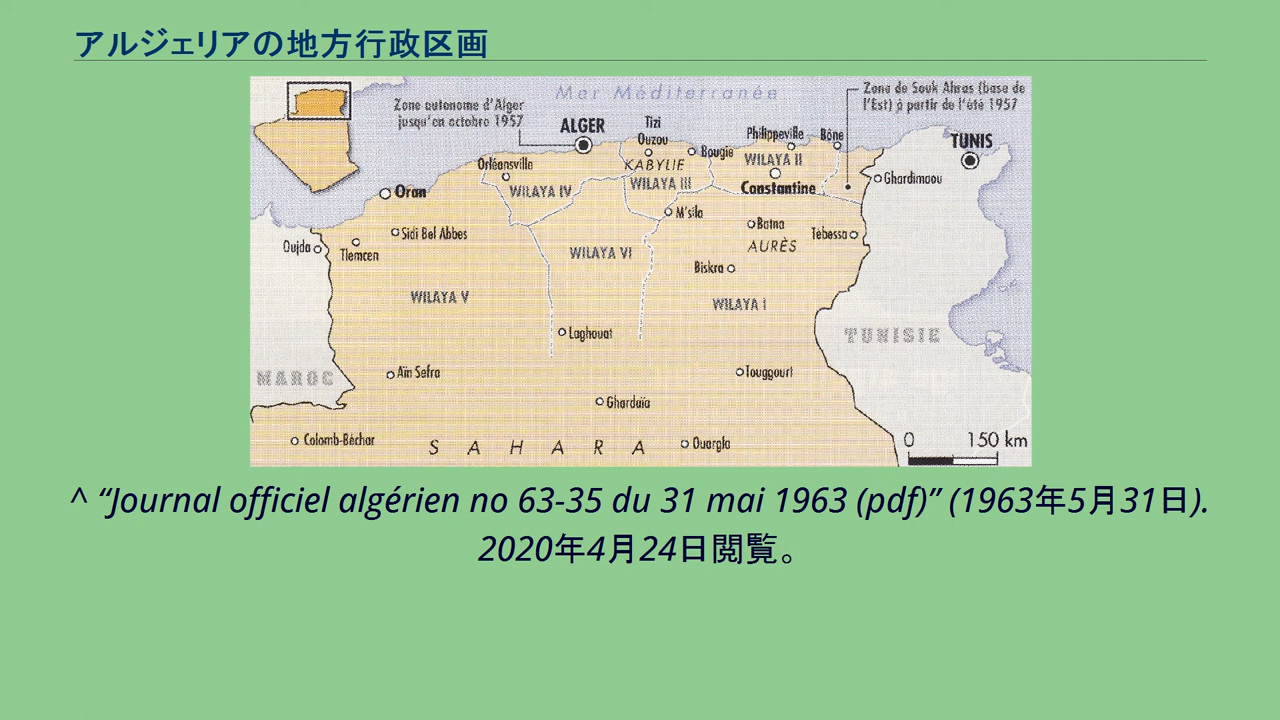 アルジェリアの地方行政区画
Mer Méditerranée
Zone autonome d'Alger
jusqu'en octobre 1957
Zone de Souk Ahras (base de
l'Est) à partir de l'été 1957
ALGER
Tizi
Ouzou
Bougie
Philippeville
Bône
TUNIS
Orléansville
KABYLIE
WILAYA II
Ghardimaou
Oran
WILAYA IV
WILAYA III
Constantine
M'sila
Batna
Sidi Bel Abbes
Tébessa
Oujda
Tlemcen
WILAYA VI
AURÈS
Biskra
WILAYA V
WILAYA I
Laghouat
TUNISIE
MAROC
Aïn Sefra
Touggourt
Ghardaïa
Colomb-Béchar
SAHARA
Ouargla
0 150 km
^ “Journal officiel algérien no 63-35 du 31 mai 1963 (pdf)” (1963年5月31日).
2020年4月24日閲覧。